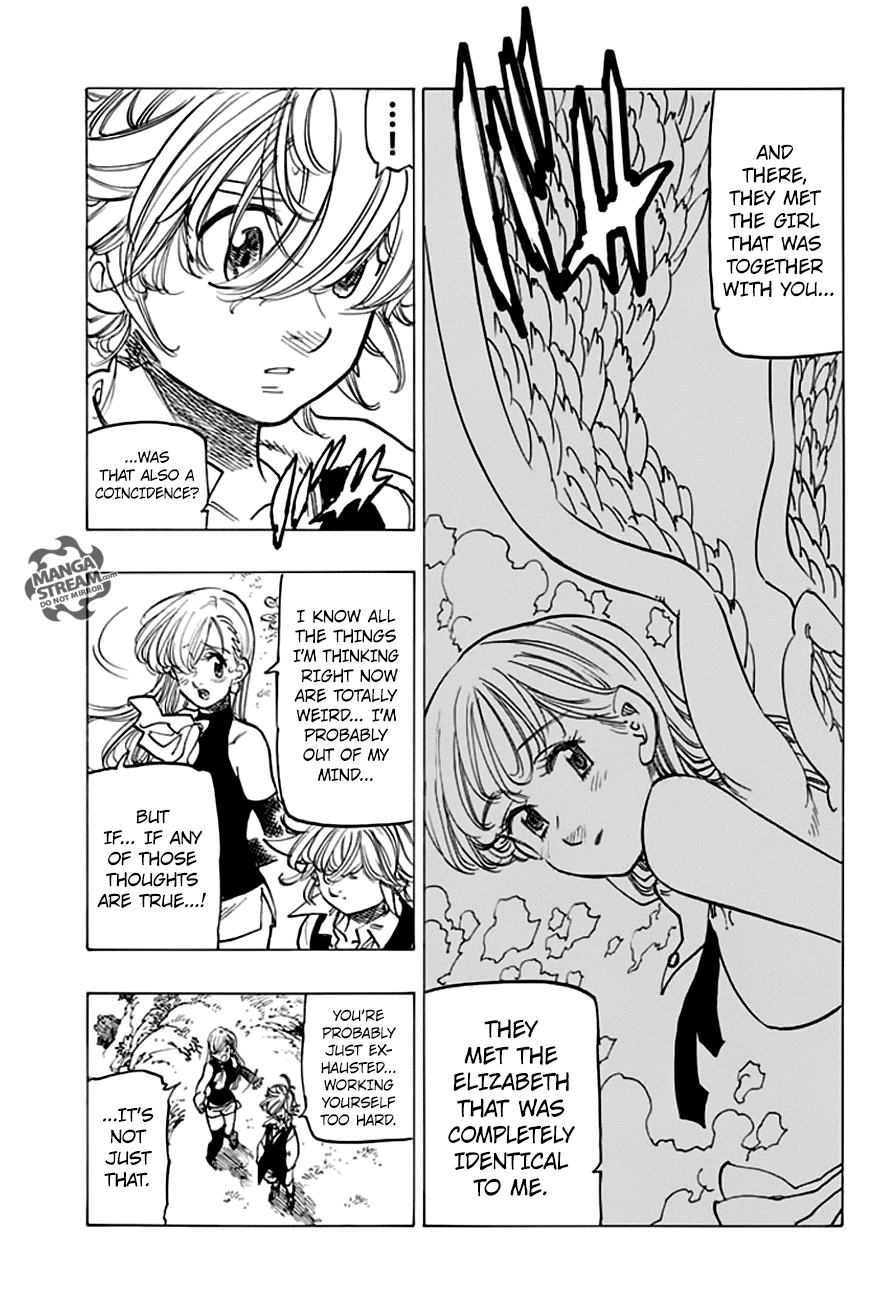 AND
THERE,
THEY MET
THE GIRL
THAT WAS
TOGETHER
WITH YOU...
THEY
MET THE
ELIZABETH
THAT WAS
COMPLETELY
IDENTICAL
TO ME.
...!
...WAS
THAT ALSO A
COINCIDENCE?
I KNOW ALL
THE THINGS
I'M THINKING
RIGHT NOW
ARE TOTALLY
WEIRD... I'M
PROBABLY
OUT OF MY
MIND...
BUT
IF... IF ANY
OF THOSE
THOUGHTS
ARE TRUE...!
YOU'RE
PROBABLY
JUST EX-
HAUSTED...
WORKING
YOURSELF
TOO HARD.
...IT'S
NOT
JUST
THAT.
MANGA
STREAM.com
DO NOT MIRROR